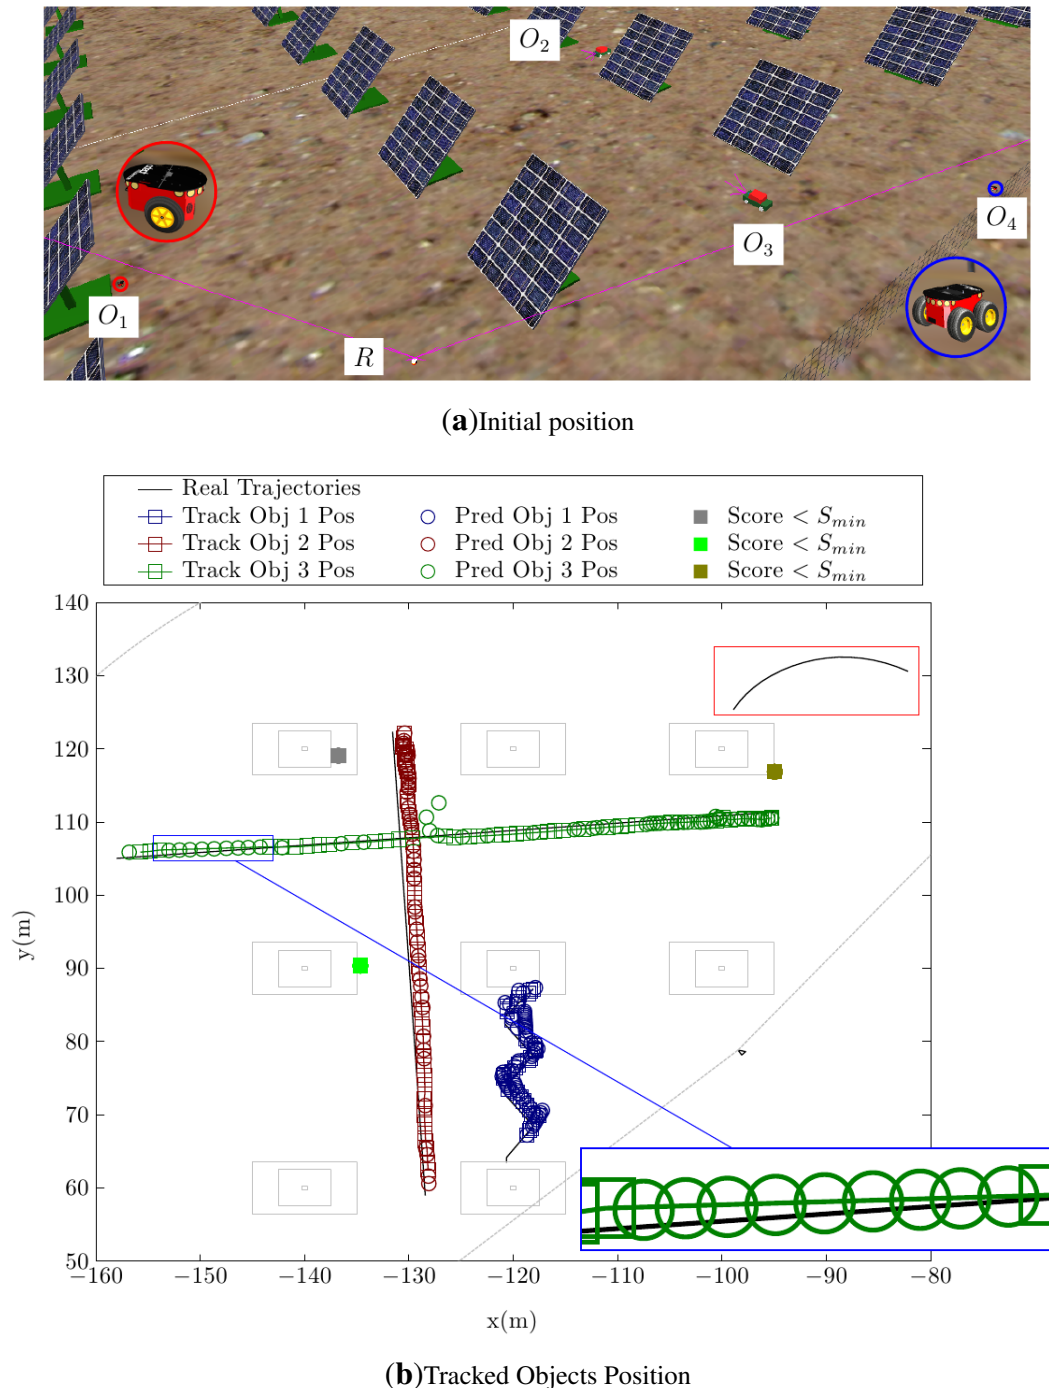 O2
O4
O3
O1
R
(a)Initial position
Real Trajectories
Track Obj 1 Pos Pred Obj 1 Pos Score < Smin
Track Obj 2 Pos Pred Obj 2 Pos Score < Smin
Track Obj 3 Pos Pred Obj 3 Pos Score < Smin
140
130
120
110
100
90
80
70
60
50
y(m)
−160 −150 −140 −130 −120 −110 −100 −90 −80
x(m)
(b)Tracked Objects Position